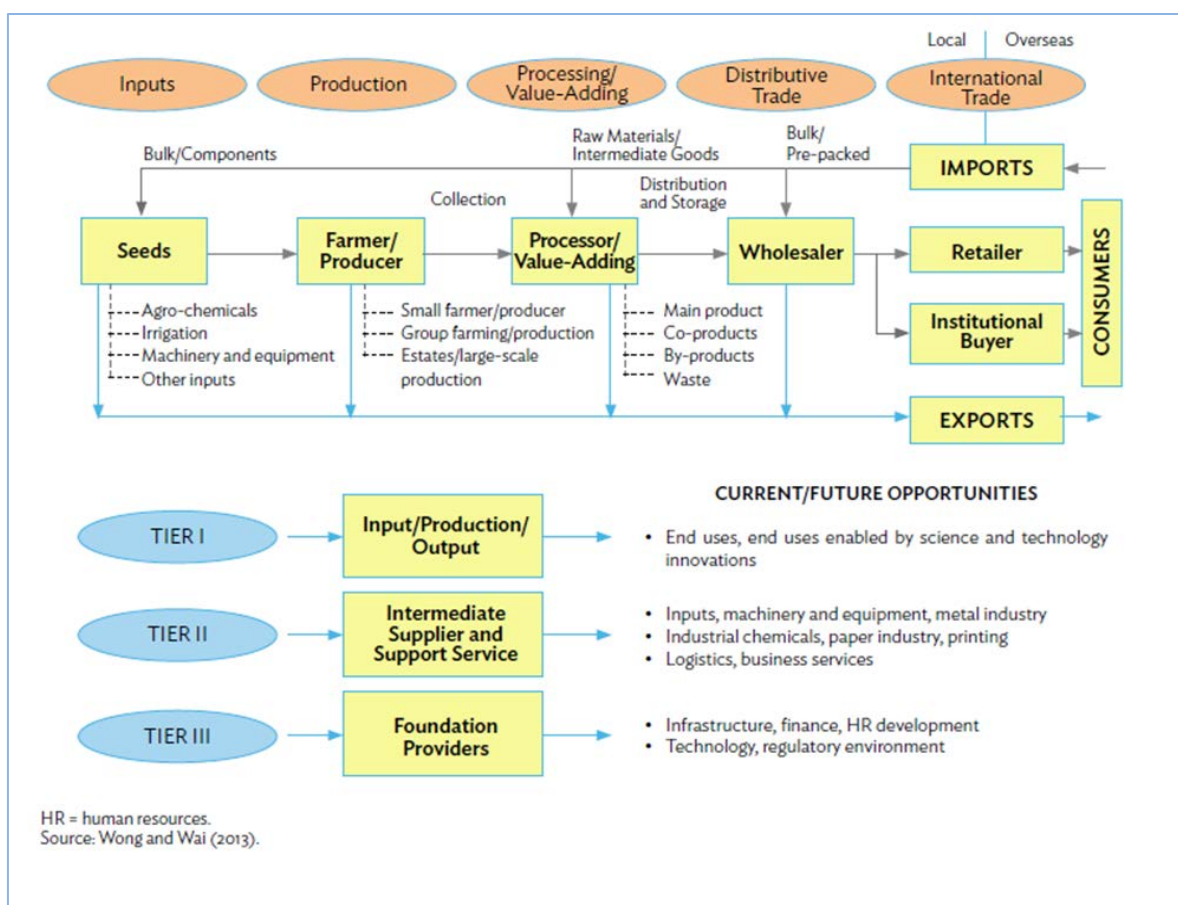 Local
Overseas
Inputs
Production
Processing/
Value-Adding
Distributive
Trade
International
Trade
Bulk/Components
Raw Materials/
Intermediate Goods
Bulk/
Pre-packed
IMPORTS
Collection
Distribution
and Storage
Seeds
Farmer/
Producer
Processor/
Value-Adding
Wholesaler
Retailer
Institutional
Buyer
CONSUMERS
Agro-chemicals
Irrigation
Machinery and equipment
Other inputs
Small farmer/producer
Group farming/production
Estates/large-scale
production
Main product
Co-products
By-products
Waste
EXPORTS
CURRENT/FUTURE OPPORTUNITIES
TIER I
Input/Production/
Output
• End uses, end uses enabled by science and technology
innovations
TIER II
Intermediate
Supplier and
Support Service
• Inputs, machinery and equipment, metal industry
• Industrial chemicals, paper industry, printing
• Logistics, business services
TIER III
Foundation
Providers
• Infrastructure, finance, HR development
• Technology, regulatory environment
HR = human resources.
Source: Wong and Wai (2013).